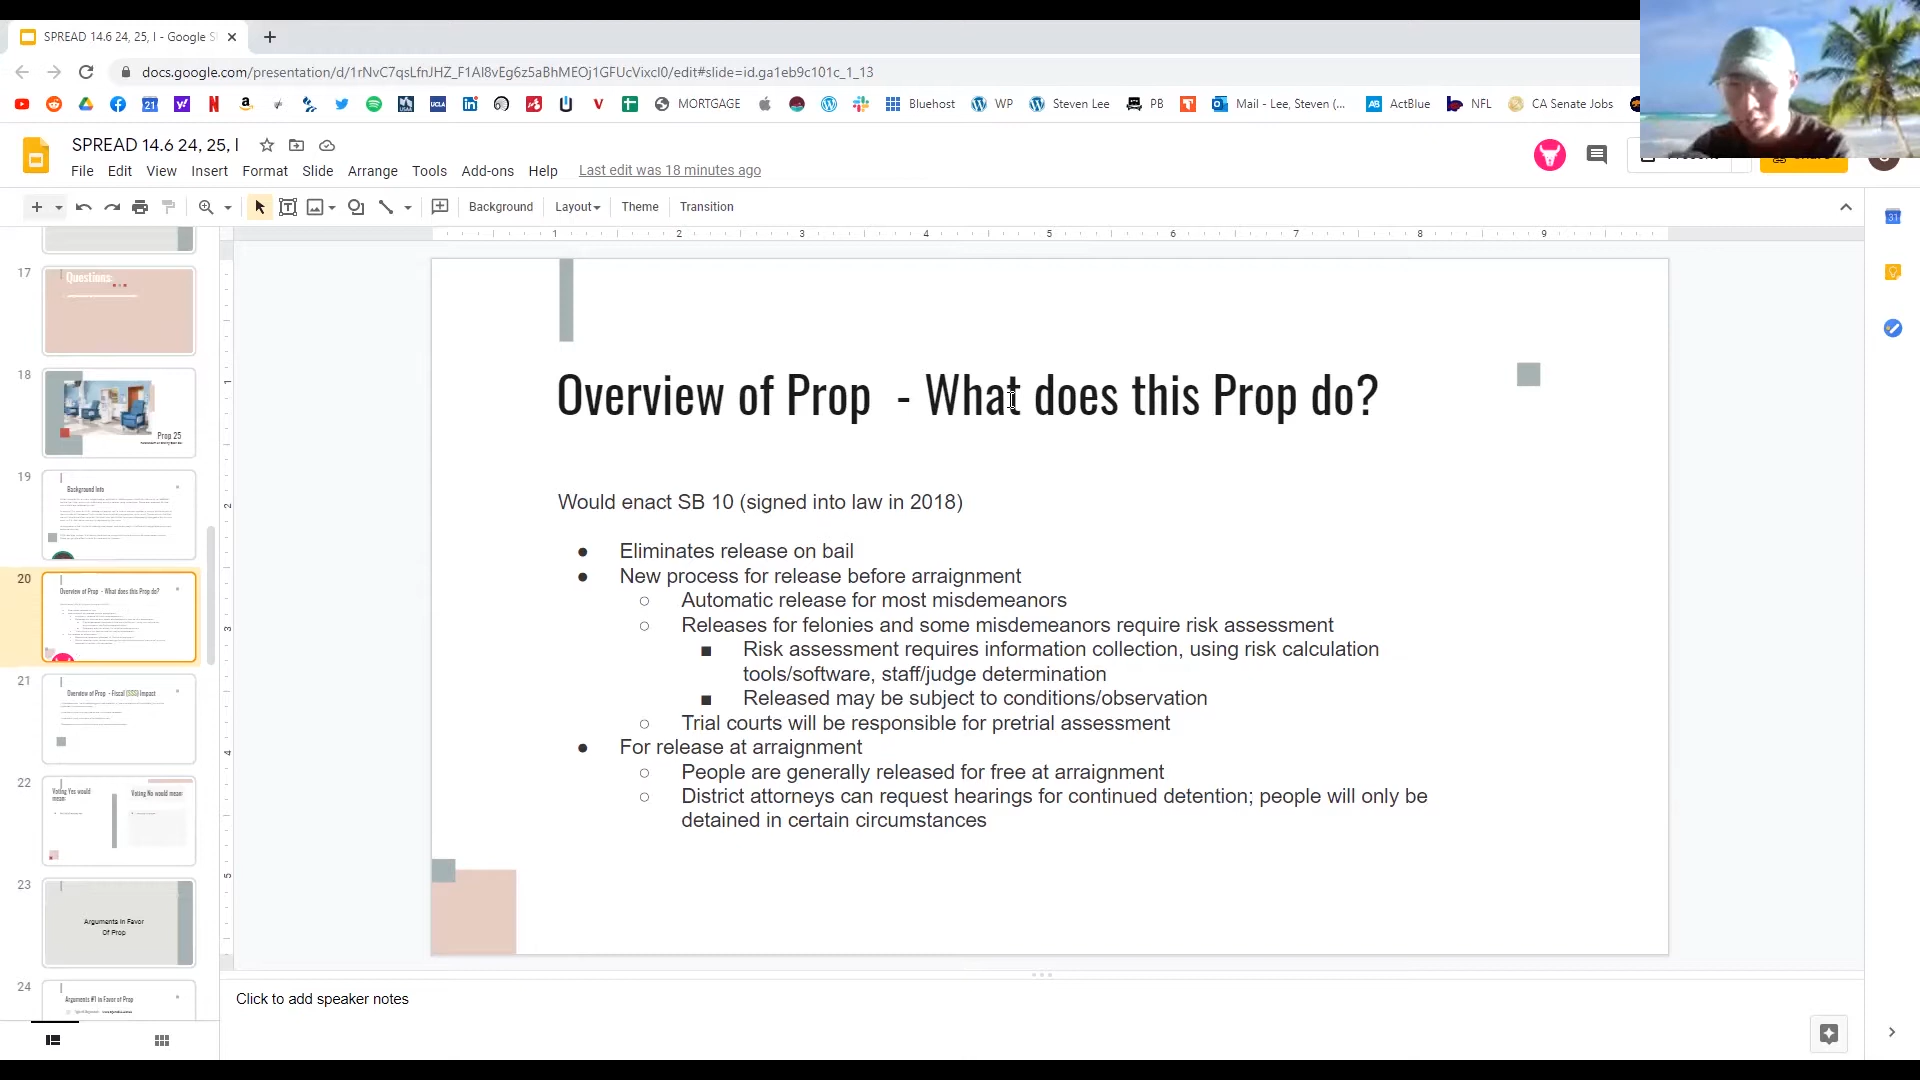 SPREAD 14.6 24, 25, I - Google S
docs.google.com/presentation/d/1rNvC7qsLfnJHZ_F1Al8vEg6z5aBhMEOj1GFUcVixcI0/edit#slide=id.ga1eb9c101c_1_13
MORTGAGE Bluehost WP Steven Lee PB Mail - Lee, Steven (... ActBlue NFL CA Senate Jobs
SPREAD 14.6 24, 25, I
File Edit View Insert Format Slide Arrange Tools Add-ons Help Last edit was 18 minutes ago
Background Layout Theme Transition
1 2 3 4 5 6 7 8 9
17
Questions:
18
Prop 25
19
Background Info
20
Overview of Prop - What does this Prop do?
21
Overview of Prop - Fiscal ($$$) Impact
22
Voting Yes would mean:
Voting No would mean:
23
Arguments in Favor
Of Prop
24
Arguments #1 in Favor of Prop
Overview of Prop - What does this Prop do?
Would enact SB 10 (signed into law in 2018)
● Eliminates release on bail
● New process for release before arraignment
○ Automatic release for most misdemeanors
○ Releases for felonies and some misdemeanors require risk assessment
■ Risk assessment requires information collection, using risk calculation
tools/software, staff/judge determination
■ Released may be subject to conditions/observation
○ Trial courts will be responsible for pretrial assessment
● For release at arraignment
○ People are generally released for free at arraignment
○ District attorneys can request hearings for continued detention; people will only be
detained in certain circumstances
Click to add speaker notes